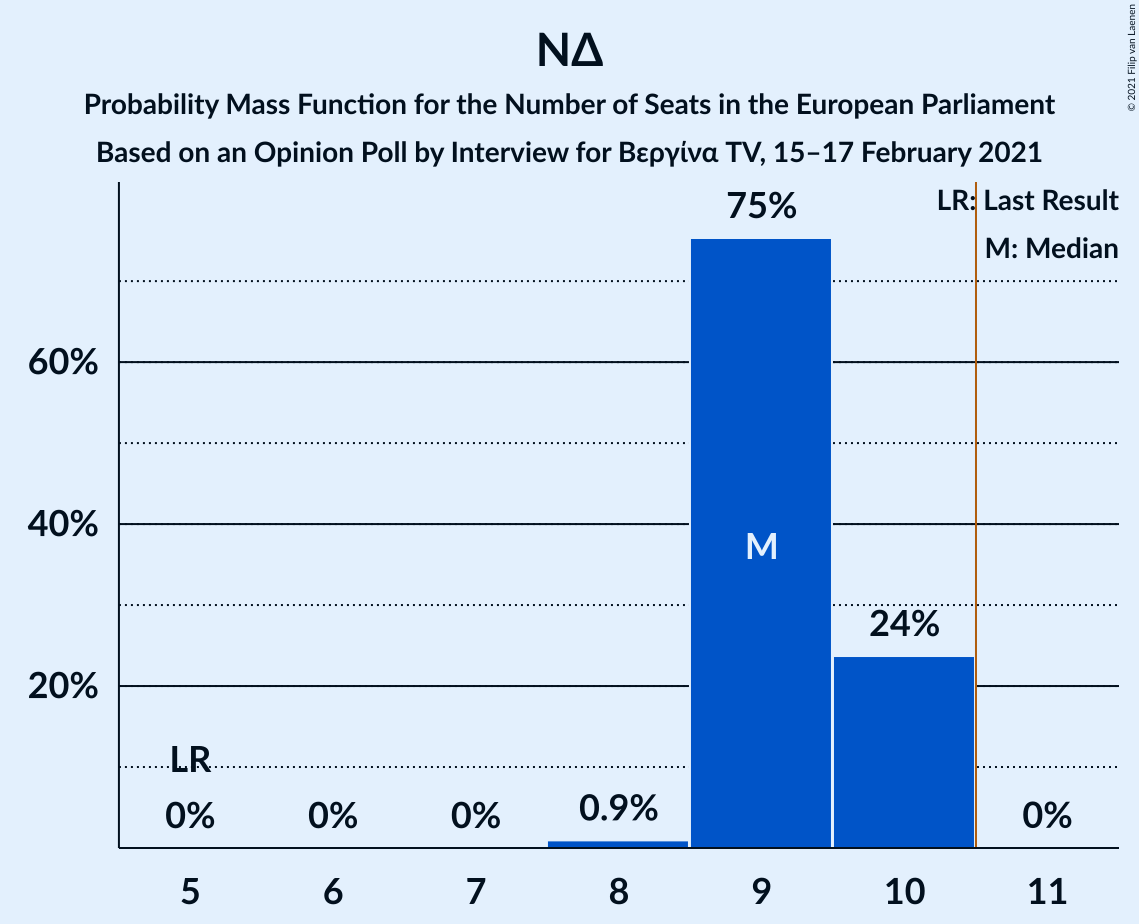 ΝΔ
Probability Mass Function for the Number of Seats in the European Parliament
Based on an Opinion Poll by Interview for Βεργίνα TV, 15–17 February 2021
© 2021 Filip van Laenen
LR: Last Result
M: Median
75%
60%
40%
M
24%
20%
LR
0%
0%
0%
0.9%
0%
5
6
7
8
9
10
11